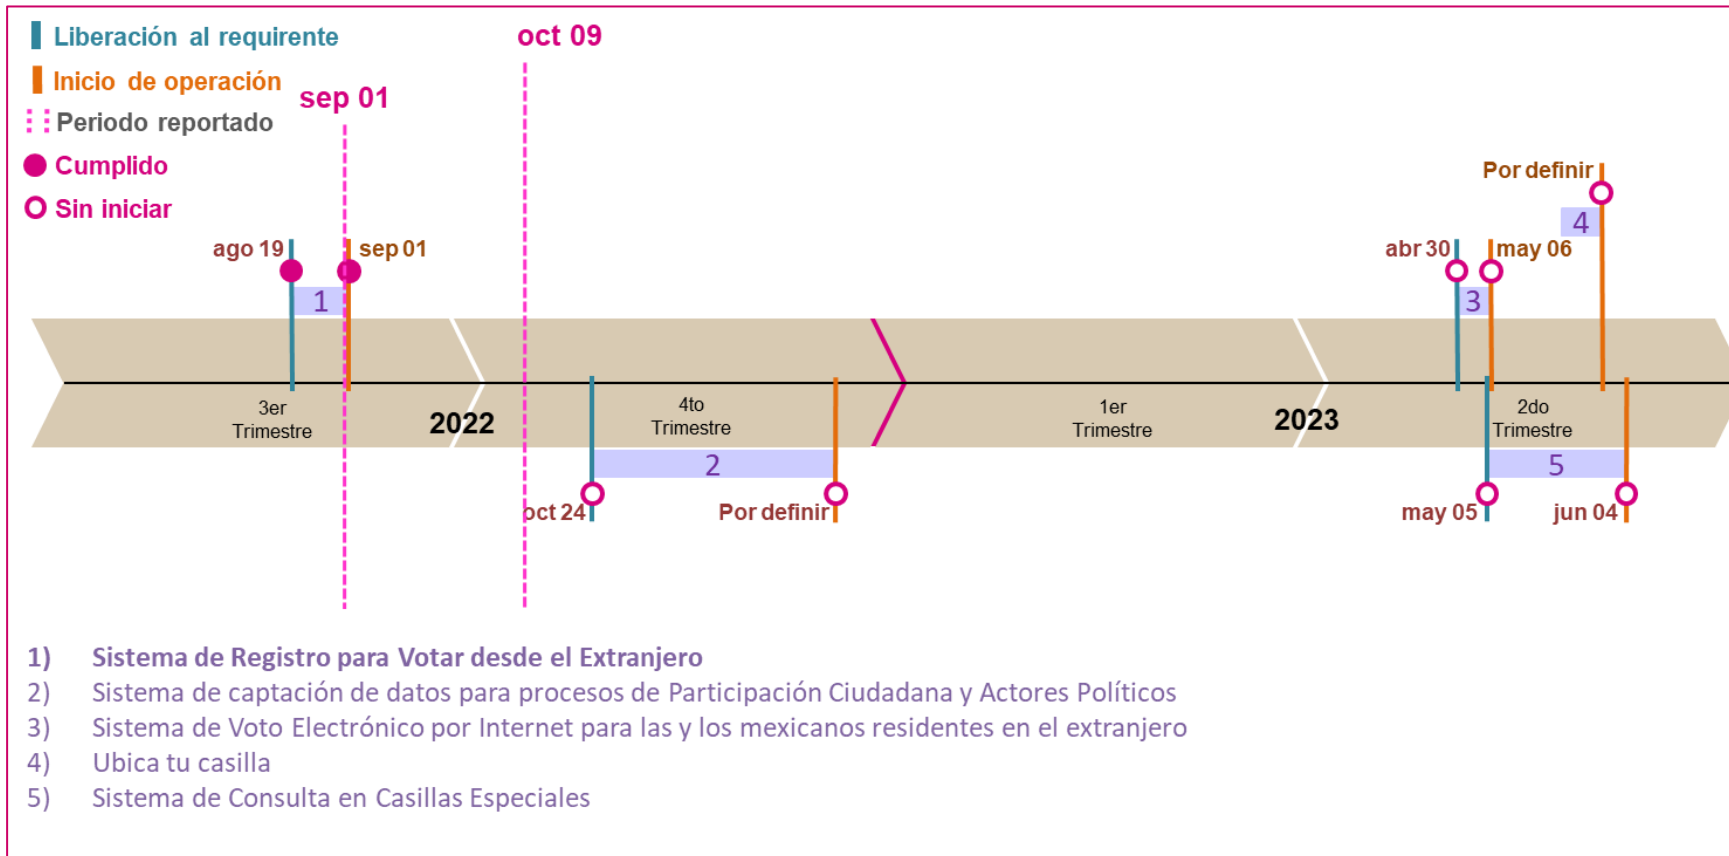 Liberación al requirente
Inicio de operación
Periodo reportado
Cumplido
Sin iniciar
sep 01
oct 09
ago 19
sep 01
1
abr 30
may 06
3
Por definir
4
3er
Trimestre
2022
4to
Trimestre
1er
Trimestre
2023
2do
Trimestre
2
oct 24
Por definir
5
may 05
jun 04
1) Sistema de Registro para Votar desde el Extranjero
2) Sistema de captación de datos para procesos de Participación Ciudadana y Actores Políticos
3) Sistema de Voto Electrónico por Internet para las y los mexicanos residentes en el extranjero
4) Ubica tu casilla
5) Sistema de Consulta en Casillas Especiales